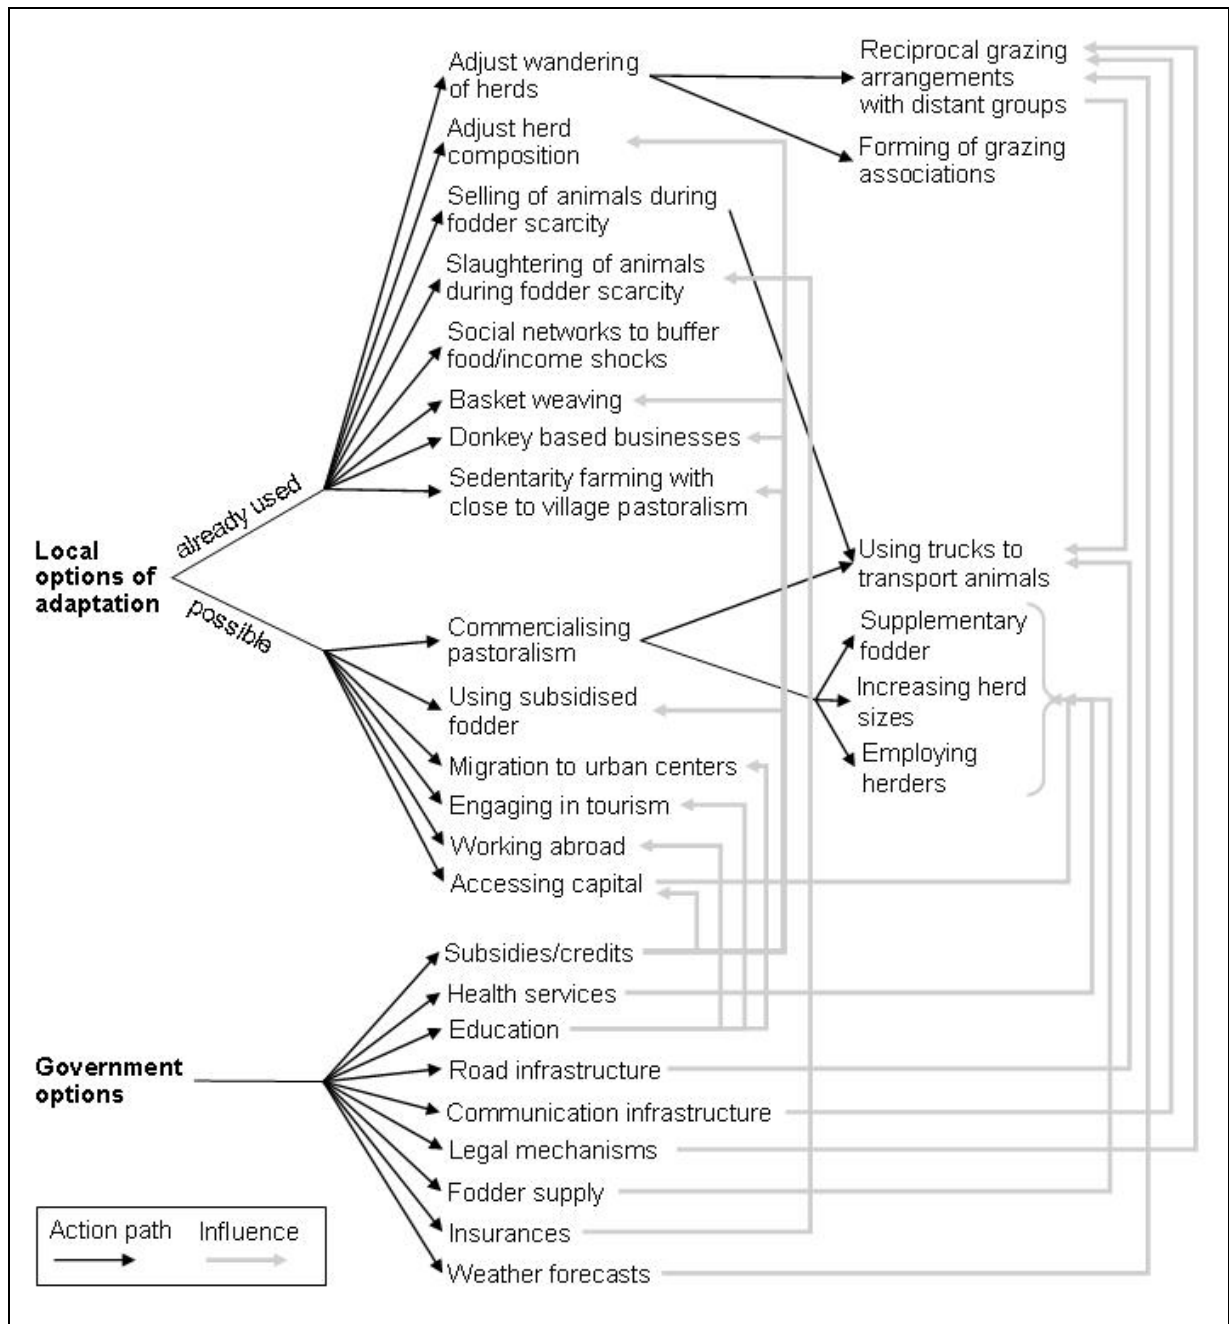 Adjust wandering
of herds
Adjust herd
composition
Selling of animals during
fodder scarcity
Slaughtering of animals
during fodder scarcity
Social networks to buffer
food/income shocks
Basket weaving
Donkey based businesses
Sedentarity farming with
close to village pastoralism
Reciprocal grazing
arrangements
with distant groups
Forming of grazing
associations
already used
Local
options of
adaptation
possible
Commercialising
pastoralism
Using subsidised
fodder
Migration to urban centers
Engaging in tourism
Working abroad
Accessing capital
Using trucks to
transport animals
Supplementary
fodder
Increasing herd
sizes
Employing
herders
Government
options
Subsidies/credits
Health services
Education
Road infrastructure
Communication infrastructure
Legal mechanisms
Fodder supply
Insurances
Weather forecasts
Action path
Influence